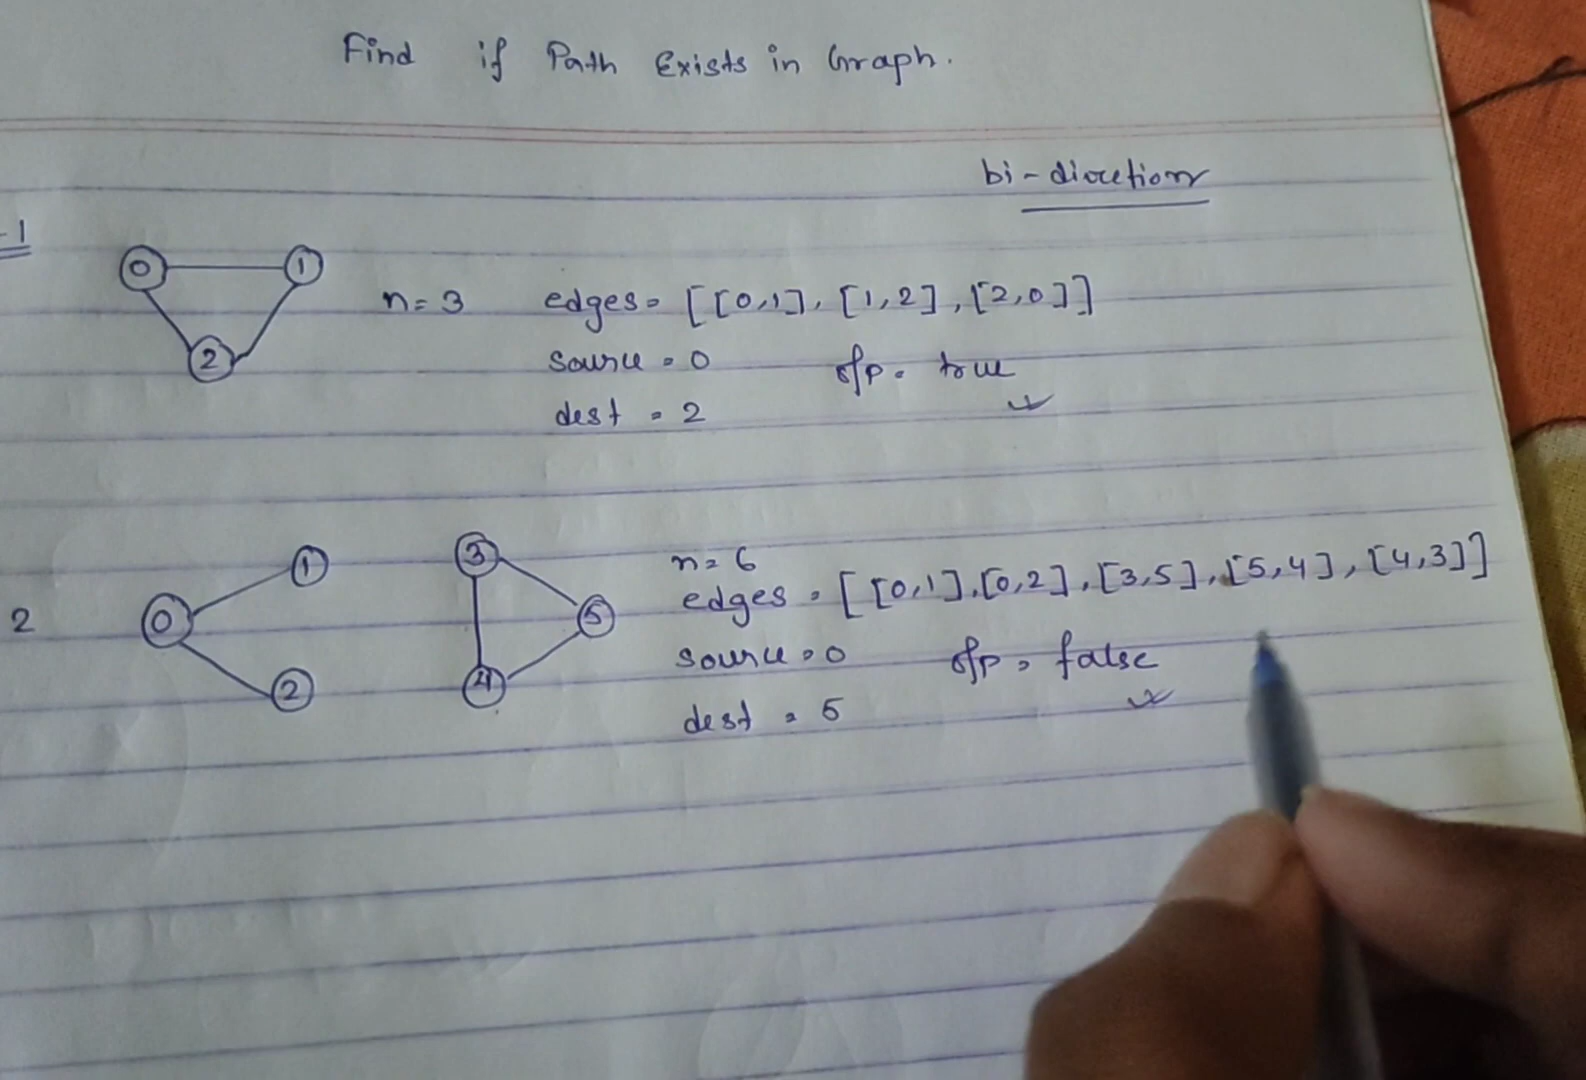 Find if Path Exists in Graph.
bi-direction
-1
0 1
n=3 edges= [[0,1], [1,2], [2,0]]
2
source = 0 o/p = true
dest = 2
1 3
n=6
edges = [[0,1],[0,2],[3,5],[5,4],[4,3]]
2 0 5
source = 0 o/p = false
2 4
dest = 5